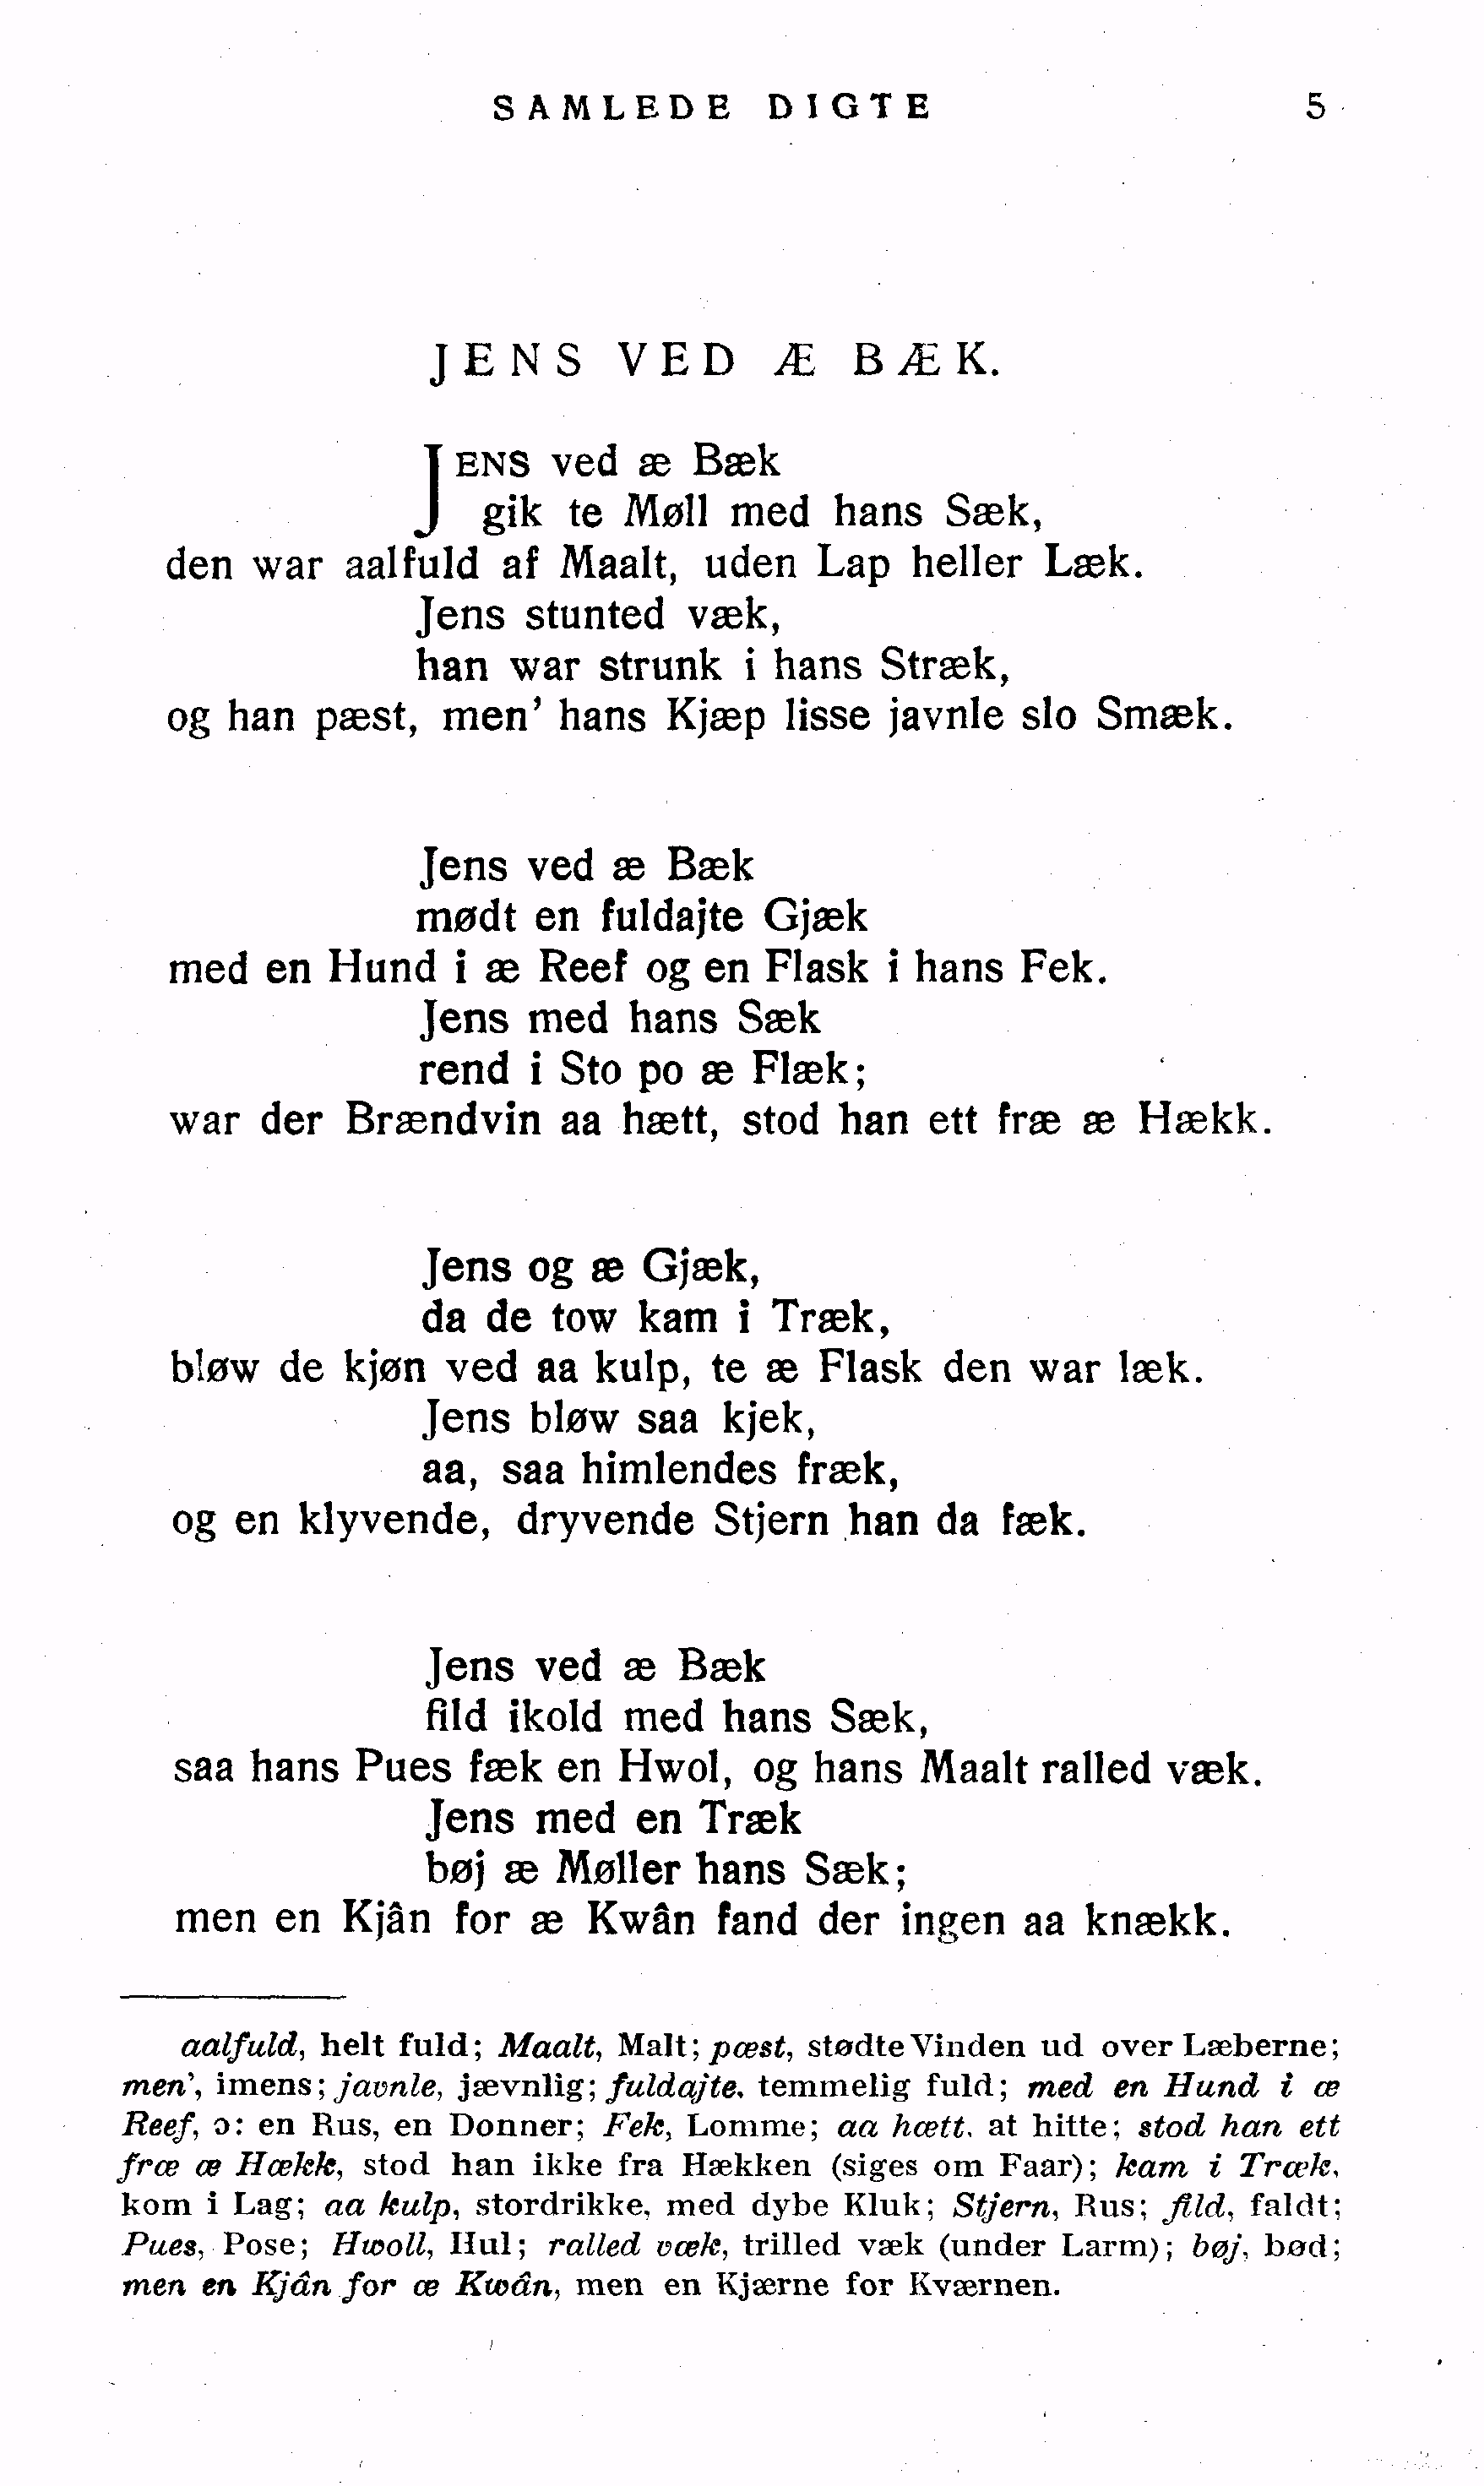 SAMLEDE DIGTE 5
JENS VED Æ BÆK.
JENS ved æ Bæk
gik te Møll med hans Sæk,
den war aalfuld af Maalt, uden Lap heller Læk.
Jens stunted væk,
han war strunk i hans Stræk,
og han pæst, men' hans Kjæp lisse javnle slo Smæk.
Jens ved æ Bæk
mødt en fuldajte Gjæk
med en Hund i æ Reef og en Flask i hans Fek.
Jens med hans Sæk
rend i Sto po æ Flæk;
war der Brændvin aa hætt, stod han ett fræ æ Hækk.
Jens og æ Gjæk,
da de tow kam i Træk,
bløw de kjøn ved aa kulp, te æ Flask den war læk.
Jens bløw saa kjek,
aa, saa himlendes fræk,
og en klyvende, dryvende Stjern han da fæk.
Jens ved æ Bæk
fild ikold med hans Sæk,
saa hans Pues fæk en Hwol, og hans Maalt ralled væk.
Jens med en Træk
bøj æ Møller hans Sæk;
men en Kjân for æ Kwân fand der ingen aa knækk.
aalfuld, helt fuld; Maalt, Malt; pæst, stødte Vinden ud over Læberne;
men', imens; javnle, jævnlig; fuldajte, temmelig fuld; med en Hund i æ
Reef, ɔ: en Rus, en Donner; Fek, Lomme; aa hætt, at hitte; stod han ett
fræ æ Hækk, stod han ikke fra Hækken (siges om Faar); kam i Træk,
kom i Lag; aa kulp, stordrikke, med dybe Kluk; Stjern, Rus; fild, faldt;
Pues, Pose; Hwoll, Hul; ralled væk, trilled væk (under Larm); bøj, bød;
men en Kjân for æ Kwân, men en Kjærne for Kværnen.